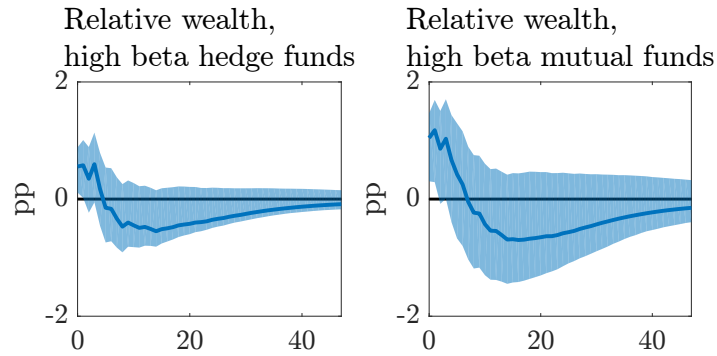 Relative wealth,
high beta hedge funds
2
0
-2
pp
0
20
40
Relative wealth,
high beta mutual funds
2
0
-2
pp
0
20
40